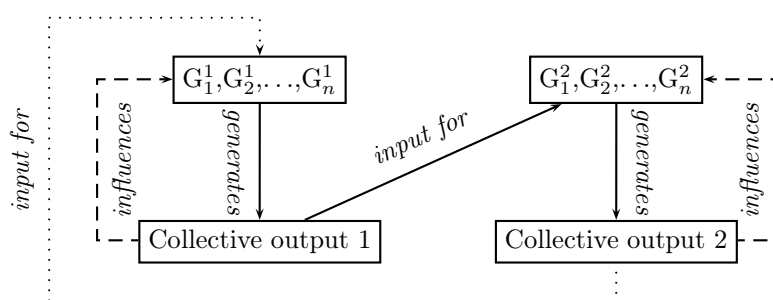 G₁¹,G₂¹,…,Gₙ¹
G₁²,G₂²,…,Gₙ²
input for
influences
generates
input for
generates
influences
Collective output 1
Collective output 2